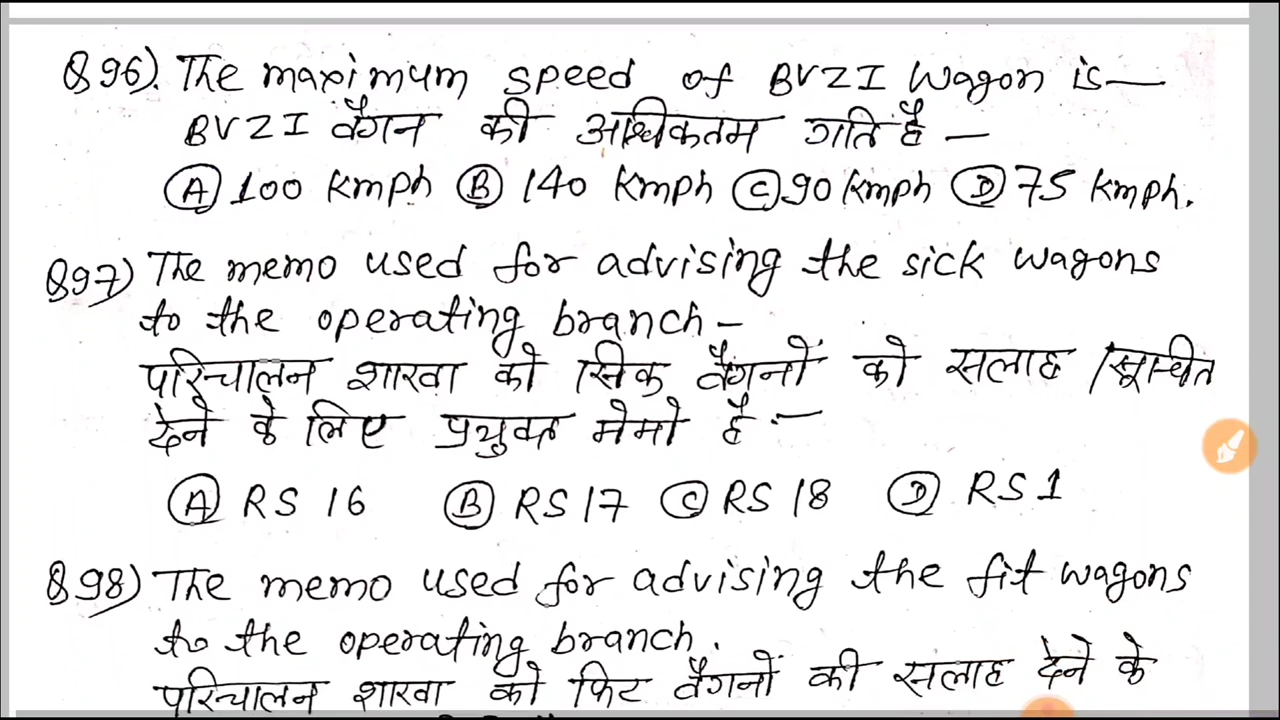 Q96). The maximum speed of BVZI wagon is—
BVZI वैगन की अधिकतम गति है –
(A) 100 Kmph (B) 140 Kmph (C) 90 Kmph (D) 75 Kmph.
Q97) The memo used for advising the sick wagons
to the operating branch –
परिचालन शाखा को सिक वैगनों को सलाह /सूचित
देने के लिए प्रयुक्त मेमो है :—
(A) RS 16 (B) RS 17 (C) RS 18 (D) RS 1
Q98) The memo used for advising the fit wagons
to the operating branch.
परिचालन शाखा को फिट वैगनों की सलाह देने के